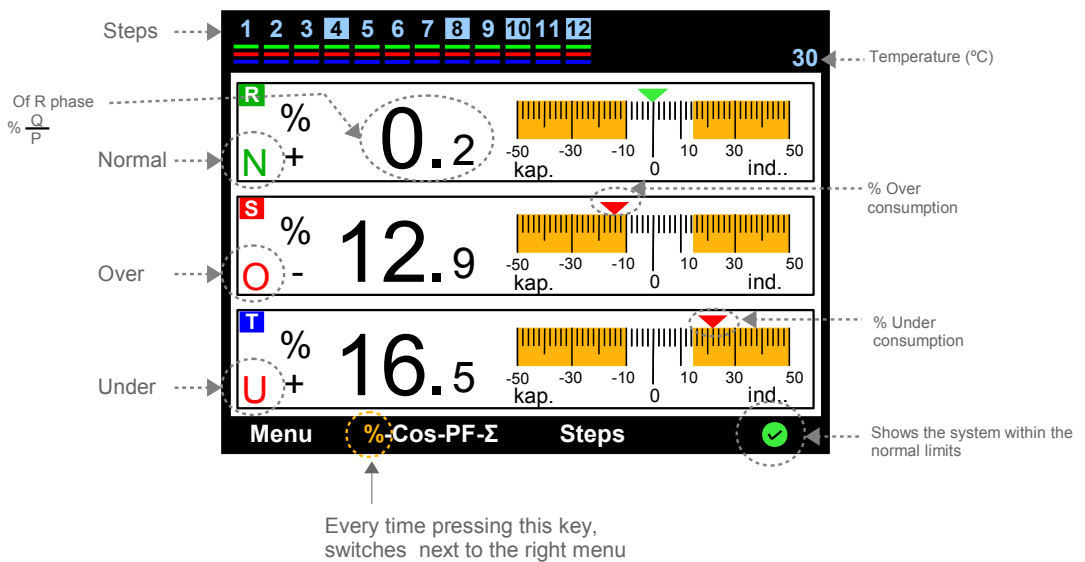 Steps
1 2 3 4 5 6 7 8 9 10 11 12
30
Temperature (ºC)
Of R phase
% Q
P
R
%
N +
0.2
-50 -30 -10 0 10 30 50
kap. ind..
Normal
% Over
consumption
S
%
O -
12.9
-50 -30 -10 0 10 30 50
kap. ind.
Over
% Under
consumption
T
%
U +
16.5
-50 -30 -10 0 10 30 50
kap. ind..
Under
Menu %-Cos-PF-Σ Steps
Shows the system within the
normal limits
Every time pressing this key,
switches next to the right menu